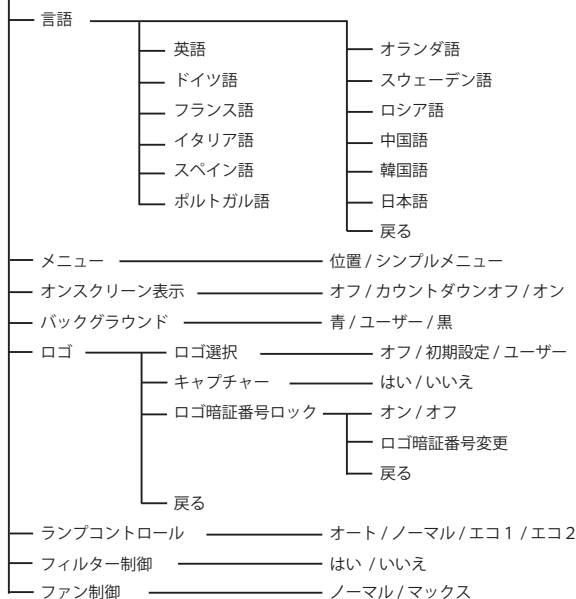 言語
英語 オランダ語
ドイツ語 スウェーデン語
フランス語 ロシア語
イタリア語 中国語
スペイン語 韓国語
ポルトガル語 日本語
戻る
メニュー 位置 / シンプルメニュー
オンスクリーン表示 オフ / カウントダウンオフ / オン
バックグラウンド 青 / ユーザー / 黒
ロゴ ロゴ選択 オフ / 初期設定 / ユーザー
キャプチャー はい / いいえ
ロゴ暗証番号ロック オン / オフ
ロゴ暗証番号変更
戻る
戻る
ランプコントロール オート / ノーマル / エコ1 / エコ2
フィルター制御 はい / いいえ
ファン制御 ノーマル / マックス